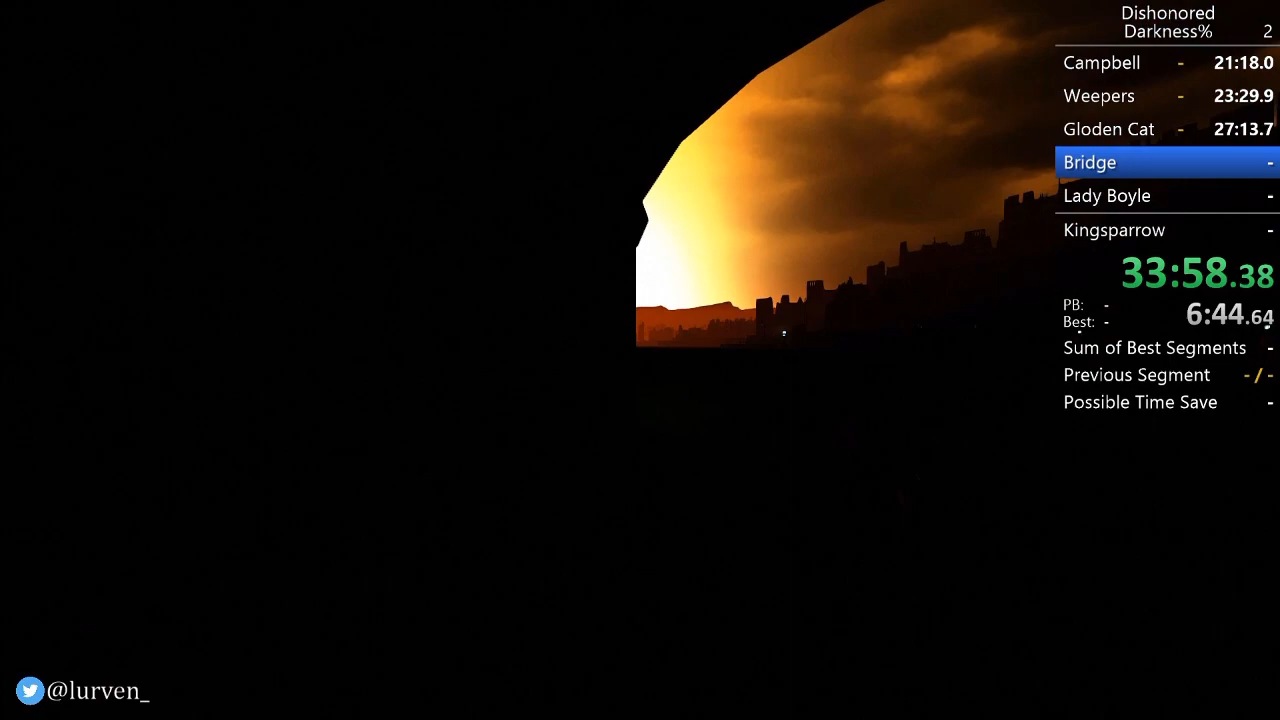 Dishonored
Darkness% 2
Campbell - 21:18.0
Weepers - 23:29.9
Gloden Cat - 27:13.7
Bridge -
Lady Boyle -
Kingsparrow -
33:58.38
PB: - 6:44.64
Best: -
Sum of Best Segments -
Previous Segment - / -
Possible Time Save -
@lurven_